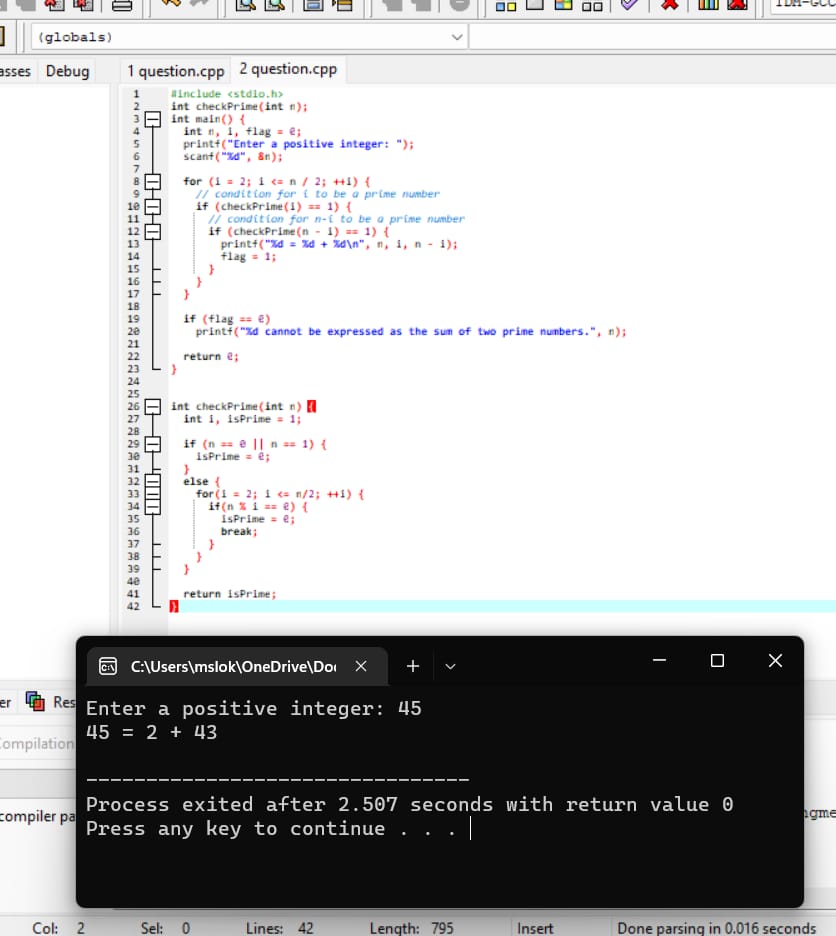 (globals)
asses Debug 1 question.cpp 2 question.cpp
1 #include <stdio.h>
2 int checkPrime(int n);
3 int main() {
4 int n, i, flag = 0;
5 printf("Enter a positive integer: ");
6 scanf("%d", &n);
7
8 for (i = 2; i <= n / 2; ++i) {
9 // condition for i to be a prime number
10 if (checkPrime(i) == 1) {
11 // condition for n-i to be a prime number
12 if (checkPrime(n - i) == 1) {
13 printf("%d = %d + %d\n", n, i, n - i);
14 flag = 1;
15 }
16 }
17 }
18
19 if (flag == 0)
20 printf("%d cannot be expressed as the sum of two prime numbers.", n);
21
22 return 0;
23 }
24
25
26 int checkPrime(int n) {
27 int i, isPrime = 1;
28
29 if (n == 0 || n == 1) {
30 isPrime = 0;
31 }
32 else {
33 for(i = 2; i <= n/2; ++i) {
34 if(n % i == 0) {
35 isPrime = 0;
36 break;
37 }
38 }
39 }
40
41 return isPrime;
42 }
C:\Users\mslok\OneDrive\Do
er Res
Enter a positive integer: 45
45 = 2 + 43
ompilation
--------------------------------
Process exited after 2.507 seconds with return value 0
compiler pa
Press any key to continue . . .
Col: 2 Sel: 0 Lines: 42 Length: 795 Insert Done parsing in 0.016 seconds